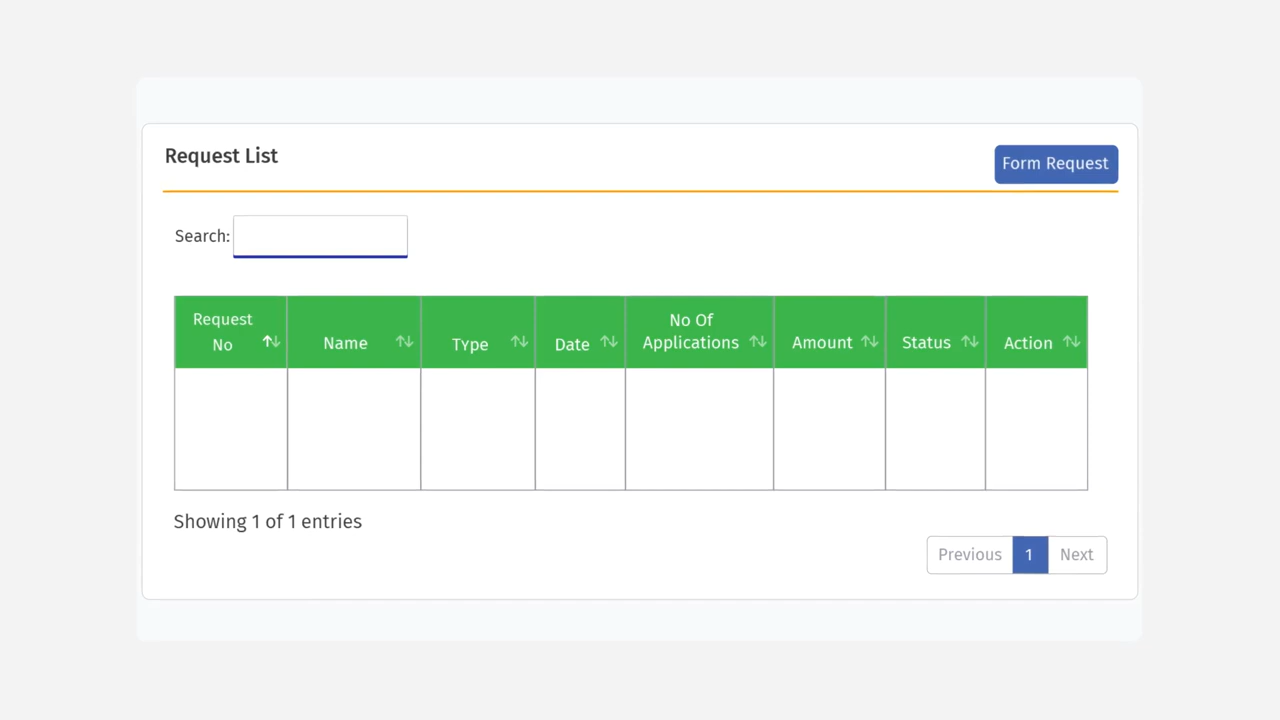 Request List
Form Request
Search:
Request No
Name
Type
Date
No Of Applications
Amount
Status
Action
Showing 1 of 1 entries
Previous 1 Next